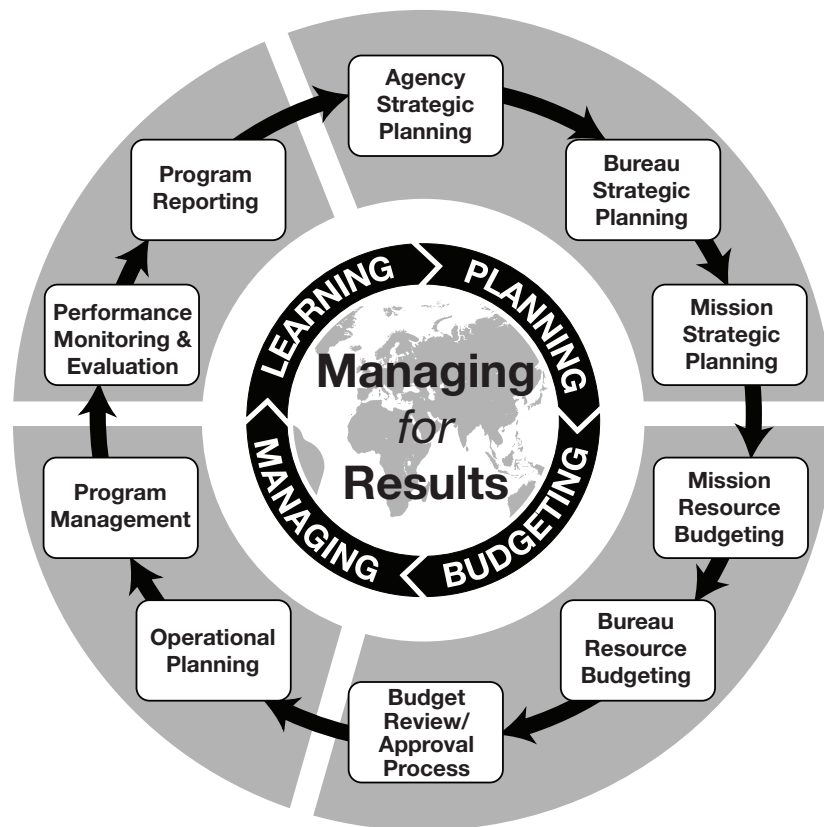 Agency
Strategic
Planning
Bureau
Strategic
Planning
Mission
Strategic
Planning
Mission
Resource
Budgeting
Bureau
Resource
Budgeting
Budget
Review/
Approval
Process
Operational
Planning
Program
Management
Performance
Monitoring &
Evaluation
Program
Reporting
PLANNING
BUDGETING
MANAGING
LEARNING
Managing
for
Results